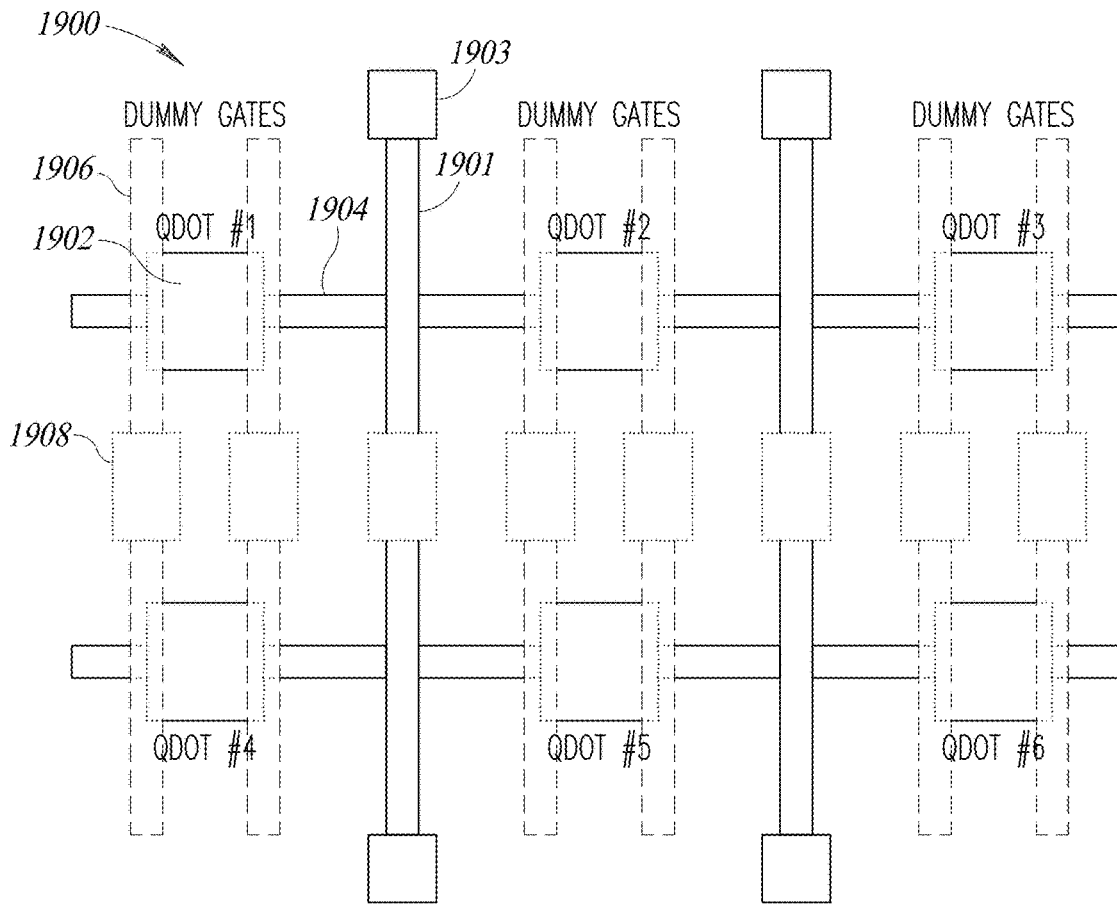 1900
1903
DUMMY GATES DUMMY GATES DUMMY GATES
1906
1901
1904
QDOT #1 QDOT #2 QDOT #3
1902
1908
QDOT #4 QDOT #5 QDOT #6